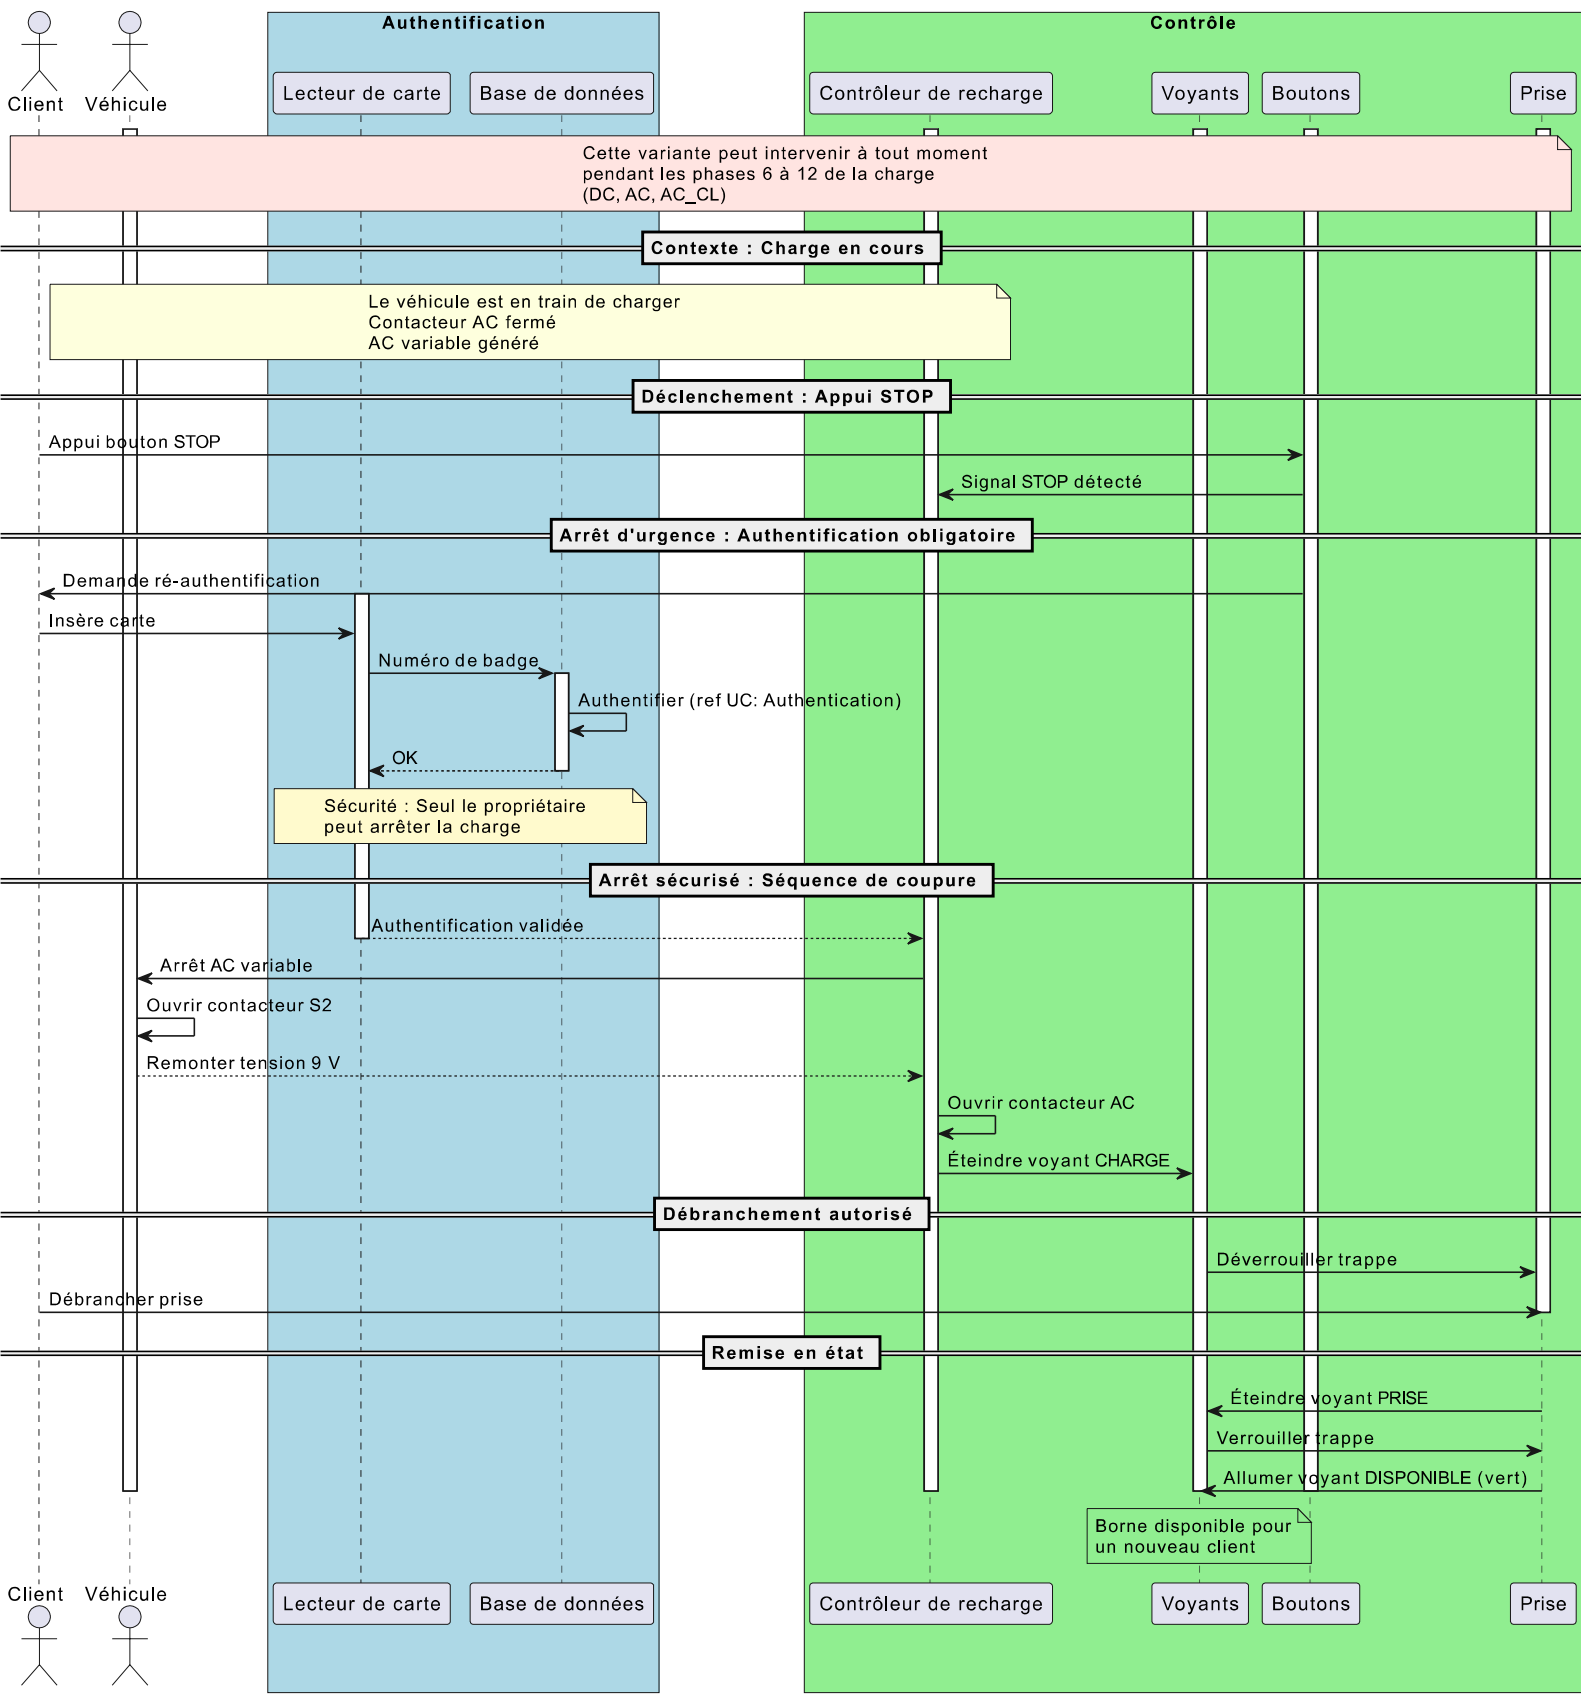 Authentification
Contrôle
Client
Véhicule
Lecteur de carte
Base de données
Contrôleur de recharge
Voyants
Boutons
Prise
Cette variante peut intervenir à tout moment
pendant les phases 6 à 12 de la charge
(DC, AC, AC_CL)
Contexte : Charge en cours
Le véhicule est en train de charger
Contacteur AC fermé
AC variable généré
Déclenchement : Appui STOP
Appui bouton STOP
Signal STOP détecté
Arrêt d'urgence : Authentification obligatoire
Demande ré-authentification
Insère carte
Numéro de badge
Authentifier (ref UC: Authentication)
OK
Sécurité : Seul le propriétaire
peut arrêter la charge
Arrêt sécurisé : Séquence de coupure
Authentification validée
Arrêt AC variable
Ouvrir contacteur S2
Remonter tension 9 V
Ouvrir contacteur AC
Éteindre voyant CHARGE
Débranchement autorisé
Déverrouiller trappe
Débrancher prise
Remise en état
Éteindre voyant PRISE
Verrouiller trappe
Allumer voyant DISPONIBLE (vert)
Borne disponible pour
un nouveau client
Client
Véhicule
Lecteur de carte
Base de données
Contrôleur de recharge
Voyants
Boutons
Prise